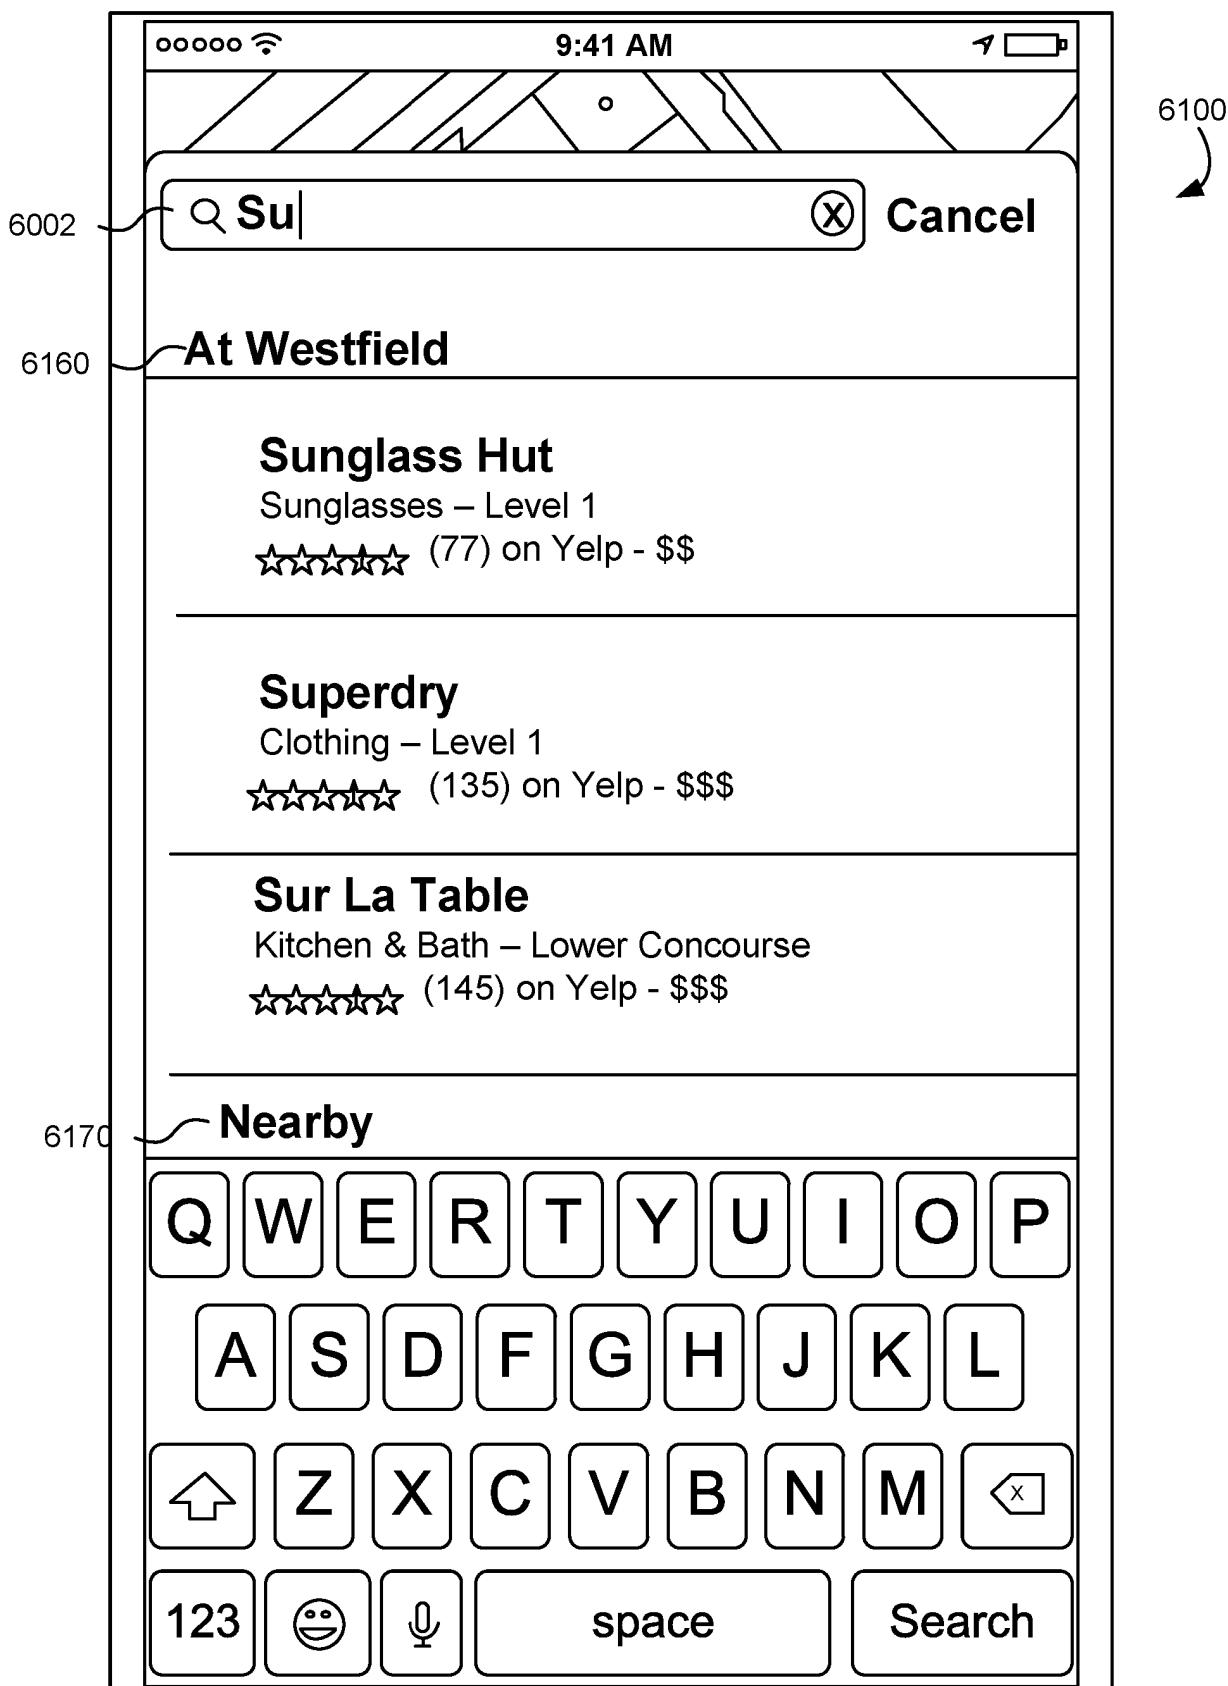 9:41 AM
6100
Su
X
Cancel
6002
At Westfield
6160
Sunglass Hut
Sunglasses – Level 1
(77) on Yelp - $$
Superdry
Clothing – Level 1
(135) on Yelp - $$$
Sur La Table
Kitchen & Bath – Lower Concourse
(145) on Yelp - $$$
Nearby
6170
Q W E R T Y U I O P
A S D F G H J K L
Z X C V B N M X
123 space Search